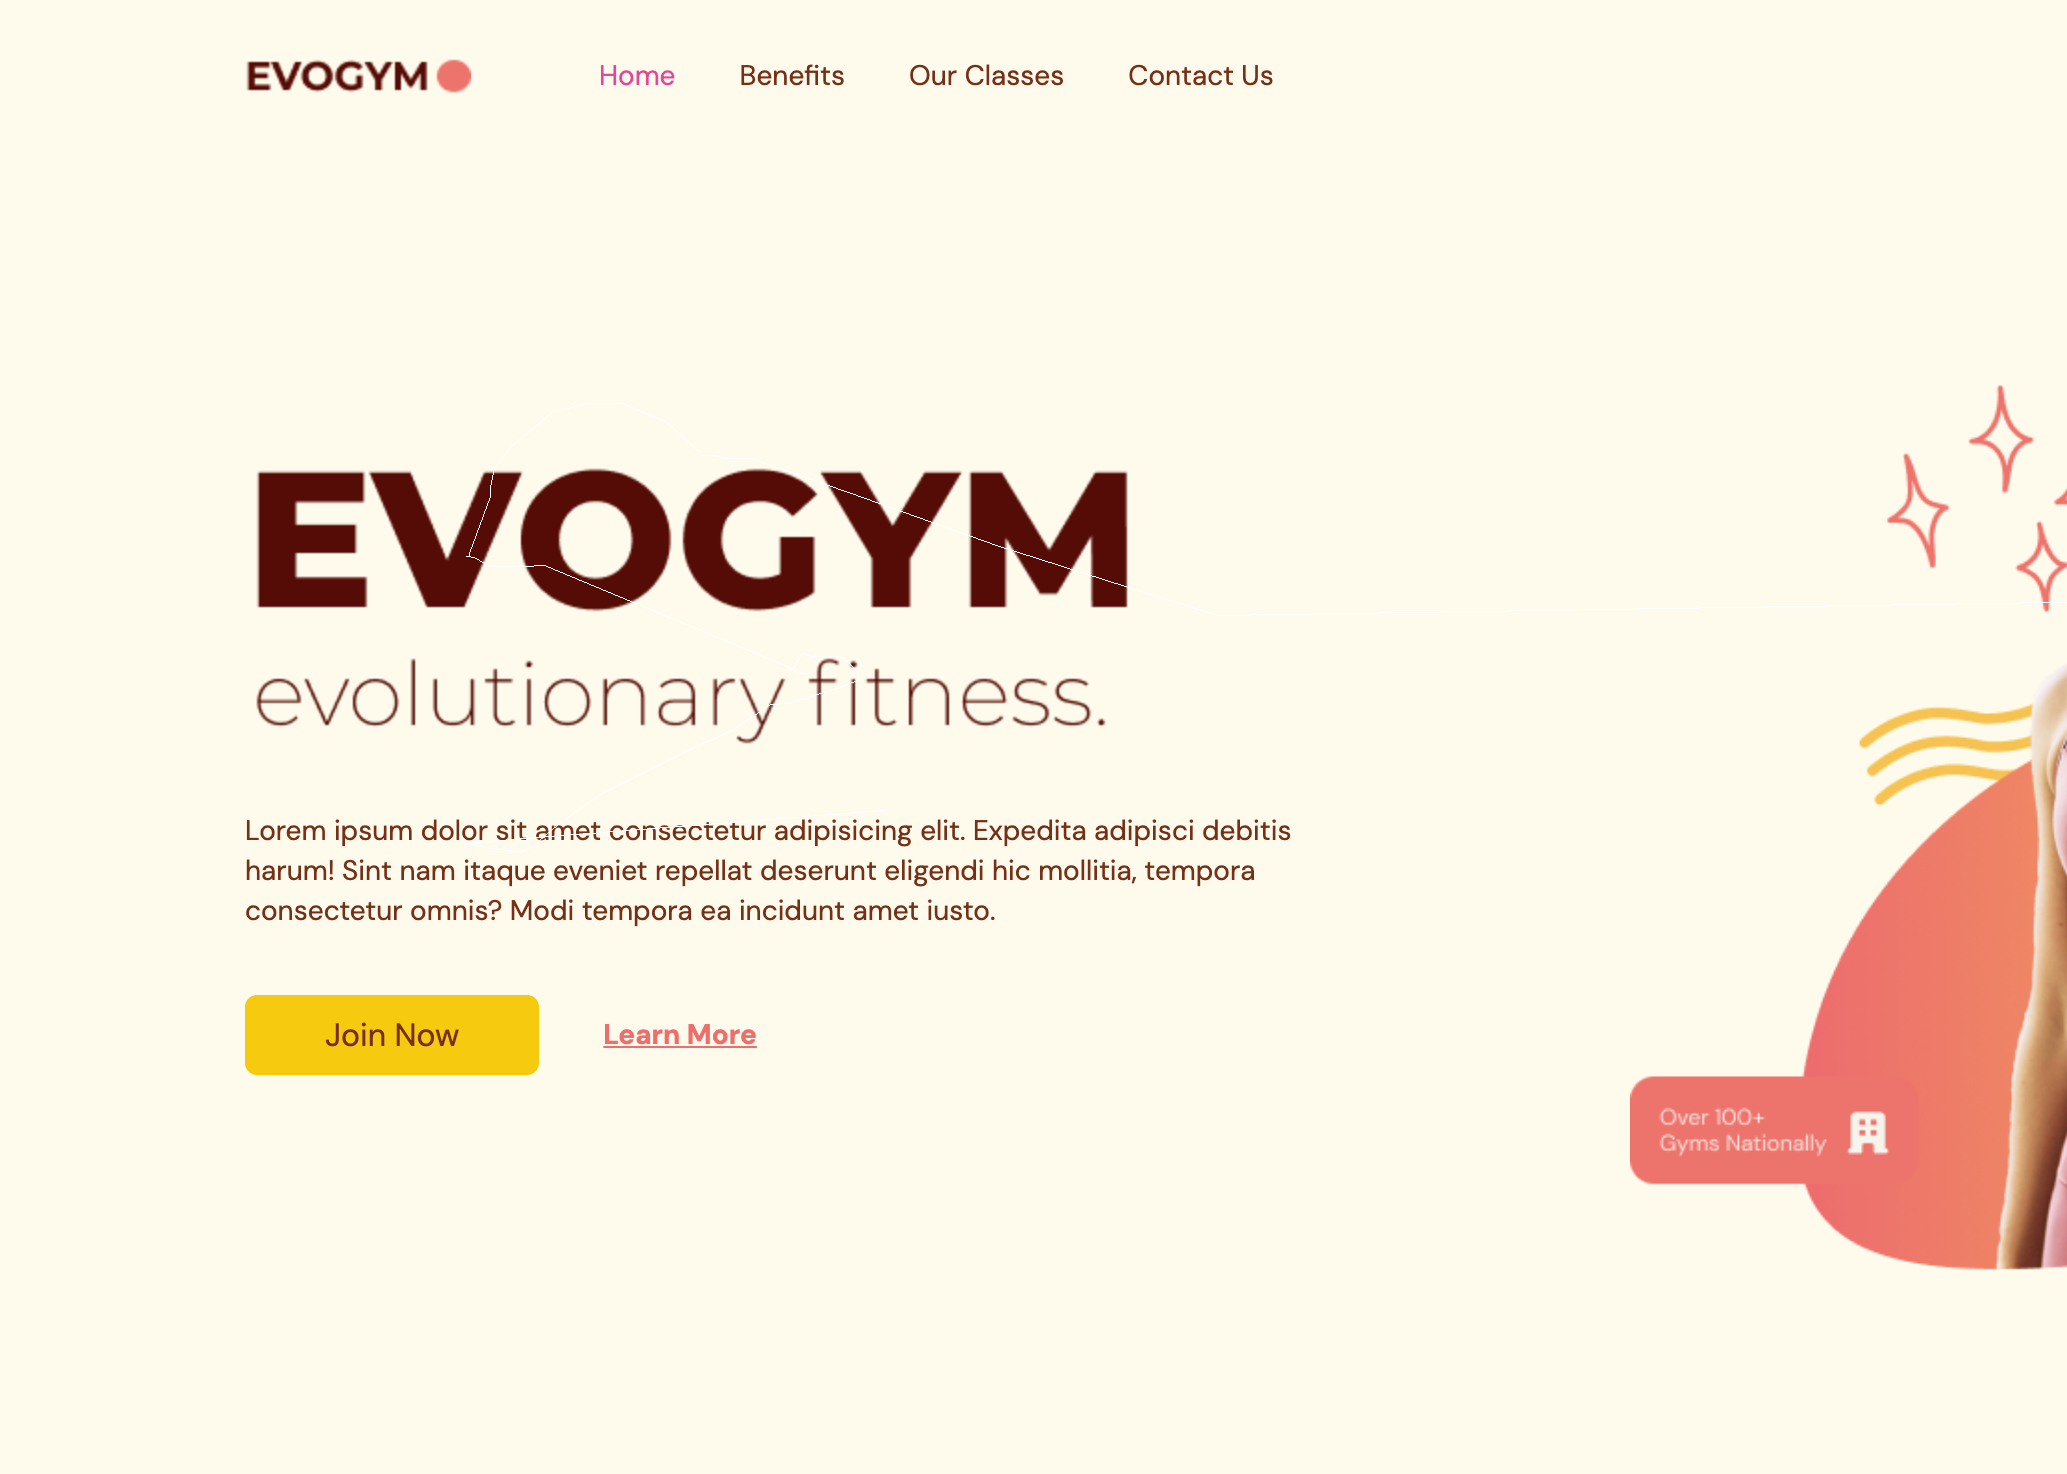 EVOGYM
Home
Benefits
Our Classes
Contact Us
EVOGYM
evolutionary fitness.
Lorem ipsum dolor sit amet consectetur adipisicing elit. Expedita adipisci debitis
harum! Sint nam itaque eveniet repellat deserunt eligendi hic mollitia, tempora
consectetur omnis? Modi tempora ea incidunt amet iusto.
Join Now
Learn More
Over 100+
Gyms Nationally